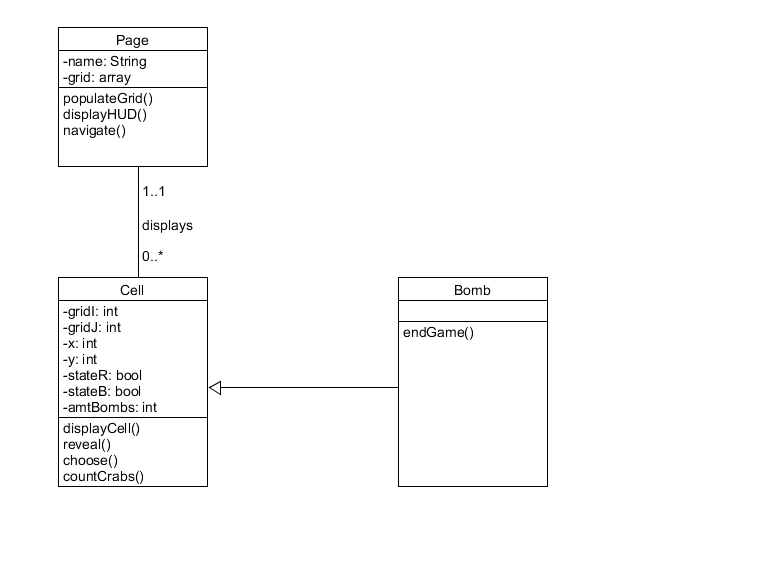 Page
-name: String
-grid: array
populateGrid()
displayHUD()
navigate()
1..1
displays
0..*
Cell
-gridI: int
-gridJ: int
-x: int
-y: int
-stateR: bool
-stateB: bool
-amtBombs: int
displayCell()
reveal()
choose()
countCrabs()
Bomb
endGame()